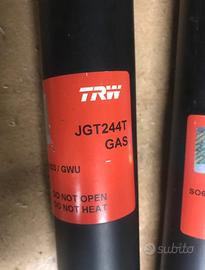 TRW
JGT244T
GAS
/ GWU
DO NOT OPEN
DO NOT HEAT
subito